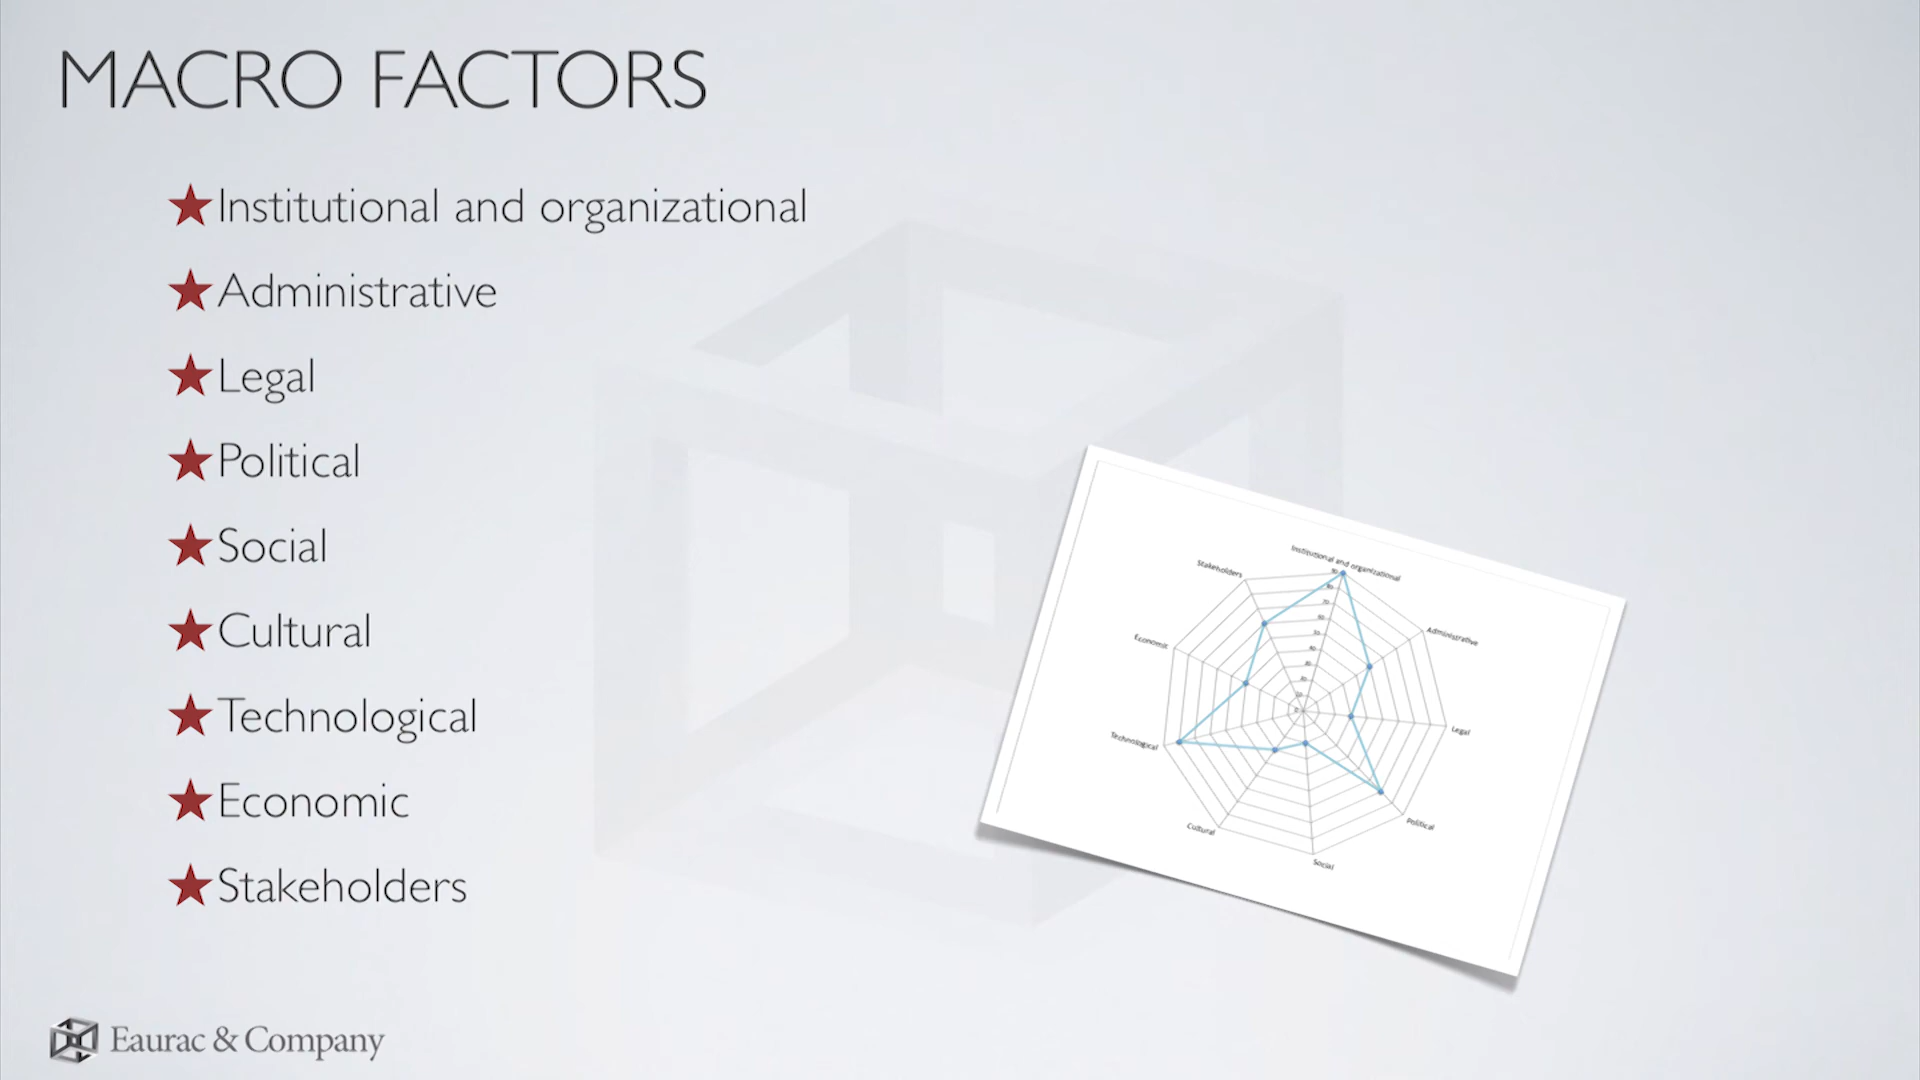 MACRO FACTORS
Institutional and organizational
Administrative
Legal
Political
Social
Cultural
Technological
Economic
Stakeholders
Institutional and organizational
Stakeholders
Administrative
Economic
Legal
Technological
Political
Cultural
Social
Eaurac & Company